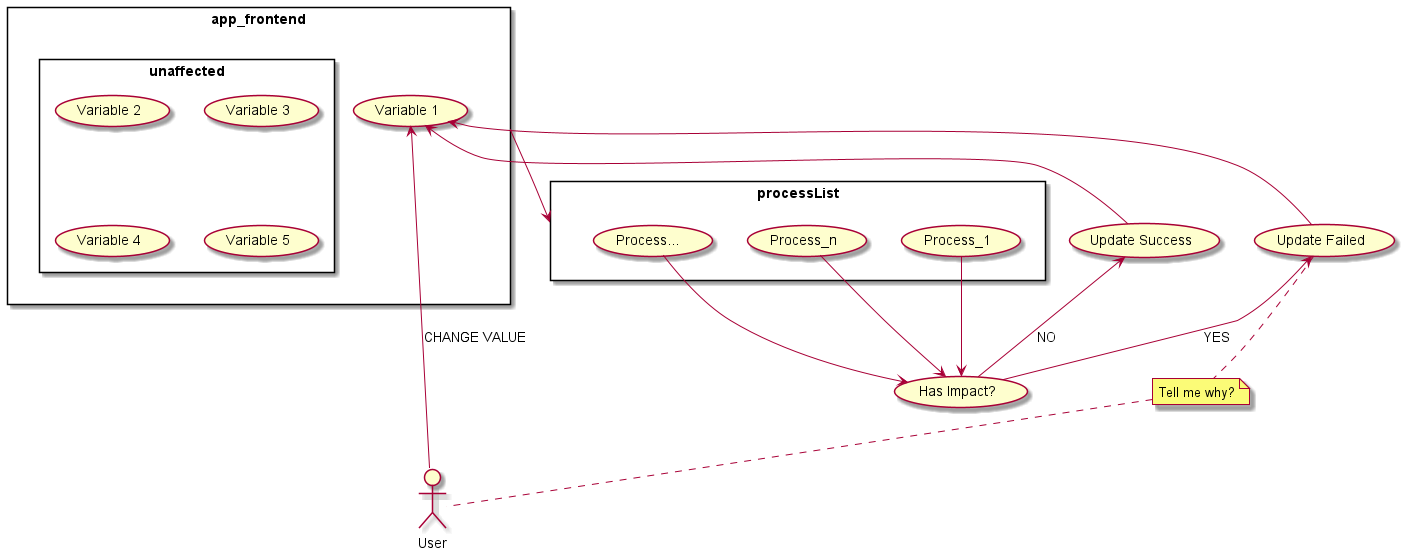 app_frontend
unaffected
Variable 2
Variable 3
Variable 1
processList
Variable 4
Variable 5
Process...
Process_n
Process_1
Update Success
Update Failed
CHANGE VALUE
NO
YES
Has Impact?
Tell me why?
User